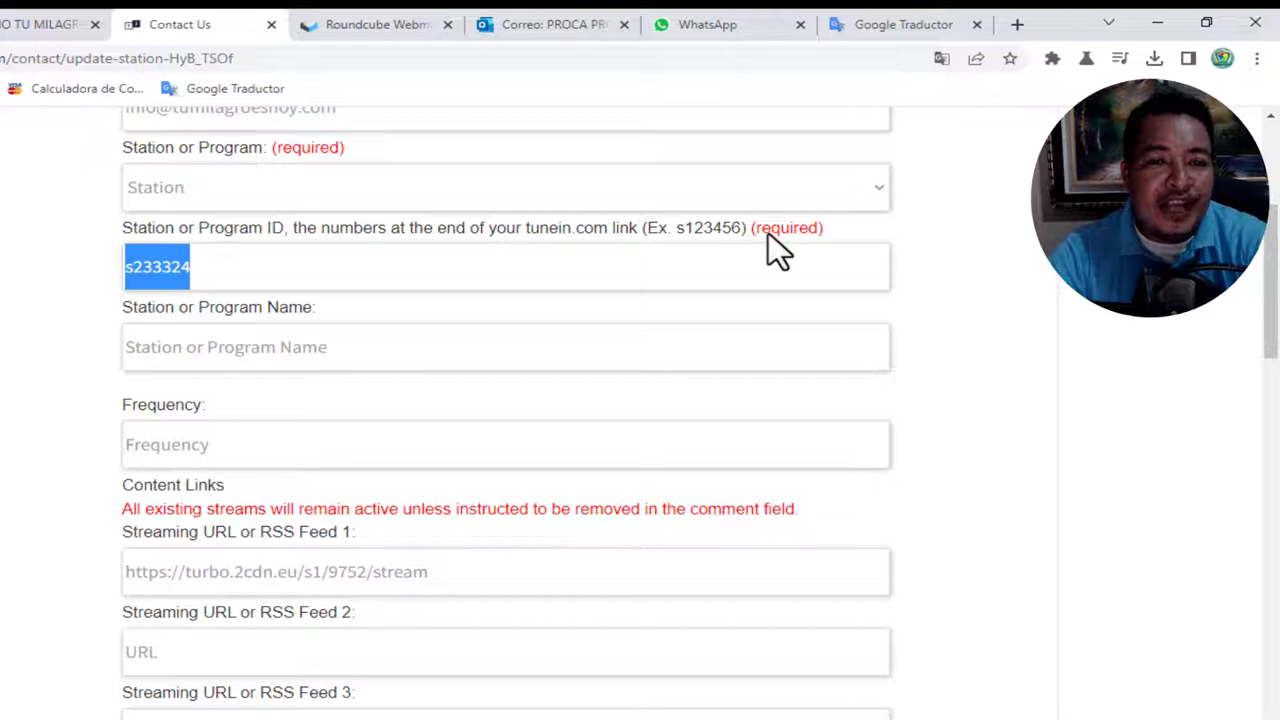 O TU MILAGR
Contact Us
Roundcube Webm
Correo: PROCA PR
WhatsApp
Google Traductor
m/contact/update-station-HyB_TSOf
VISA
Calculadora de Co...
Google Traductor
info@tumilagroeshoy.com
Station or Program: (required)
Station
Station or Program ID, the numbers at the end of your tunein.com link (Ex. s123456) (required)
s233324
Station or Program Name:
Station or Program Name
Frequency:
Frequency
Content Links
All existing streams will remain active unless instructed to be removed in the comment field.
Streaming URL or RSS Feed 1:
https://turbo.2cdn.eu/s1/9752/stream
Streaming URL or RSS Feed 2:
URL
Streaming URL or RSS Feed 3: